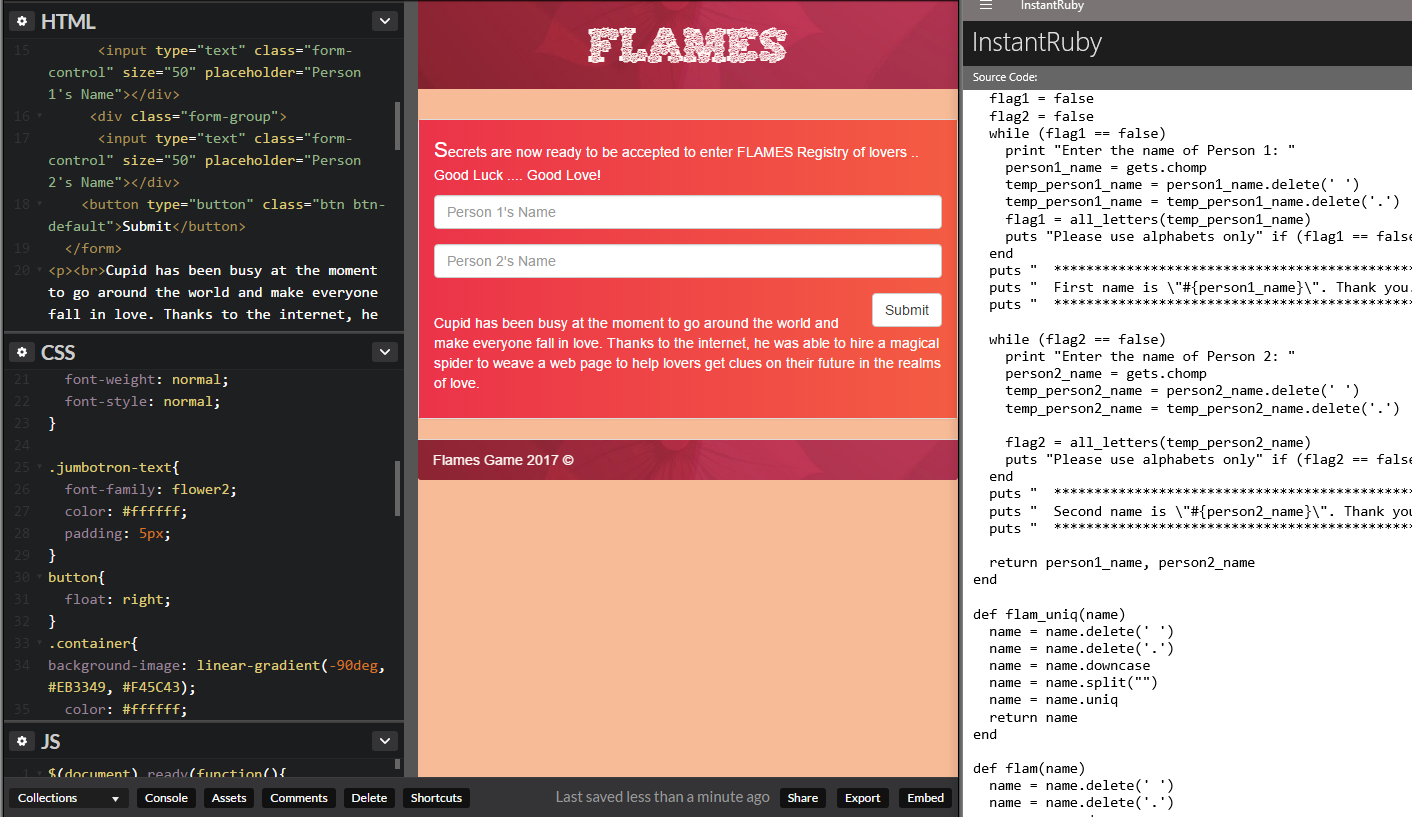 HTML
15 <input type="text" class="form-
control" size="50" placeholder="Person
1's Name"></div>
16 <div class="form-group">
17 <input type="text" class="form-
control" size="50" placeholder="Person
2's Name"></div>
18 <button type="button" class="btn btn-
default">Submit</button>
19 </form>
20 <p><br>Cupid has been busy at the moment
to go around the world and make everyone
fall in love. Thanks to the internet, he
CSS
21 font-weight: normal;
22 font-style: normal;
23 }
24
25 .jumbotron-text{
26 font-family: flower2;
27 color: #ffffff;
28 padding: 5px;
29 }
30 button{
31 float: right;
32 }
33 .container{
34 background-image: linear-gradient(-90deg,
#EB3349, #F45C43);
35 color: #ffffff;
JS
1 $(document).ready(function(){
Collections
Console
Assets
Comments
Delete
Shortcuts
Last saved less than a minute ago
Share
Export
Embed
FLAMES
Secrets are now ready to be accepted to enter FLAMES Registry of lovers ..
Good Luck .... Good Love!
Person 1's Name
Person 2's Name
Submit
Cupid has been busy at the moment to go around the world and
make everyone fall in love. Thanks to the internet, he was able to hire a magical
spider to weave a web page to help lovers get clues on their future in the realms
of love.
Flames Game 2017 ©
InstantRuby
InstantRuby
Source Code:
flag1 = false
flag2 = false
while (flag1 == false)
print "Enter the name of Person 1: "
person1_name = gets.chomp
temp_person1_name = person1_name.delete(' ')
temp_person1_name = temp_person1_name.delete('.')
flag1 = all_letters(temp_person1_name)
puts "Please use alphabets only" if (flag1 == false
end
puts "  ********************************************
puts "  First name is \"#{person1_name}\". Thank you.
puts "  ********************************************
while (flag2 == false)
print "Enter the name of Person 2: "
person2_name = gets.chomp
temp_person2_name = person2_name.delete(' ')
temp_person2_name = temp_person2_name.delete('.')
flag2 = all_letters(temp_person2_name)
puts "Please use alphabets only" if (flag2 == false
end
puts "  ********************************************
puts "  Second name is \"#{person2_name}\". Thank you
puts "  ********************************************
return person1_name, person2_name
end
def flam_uniq(name)
name = name.delete(' ')
name = name.delete('.')
name = name.downcase
name = name.split("")
name = name.uniq
return name
end
def flam(name)
name = name.delete(' ')
name = name.delete('.')